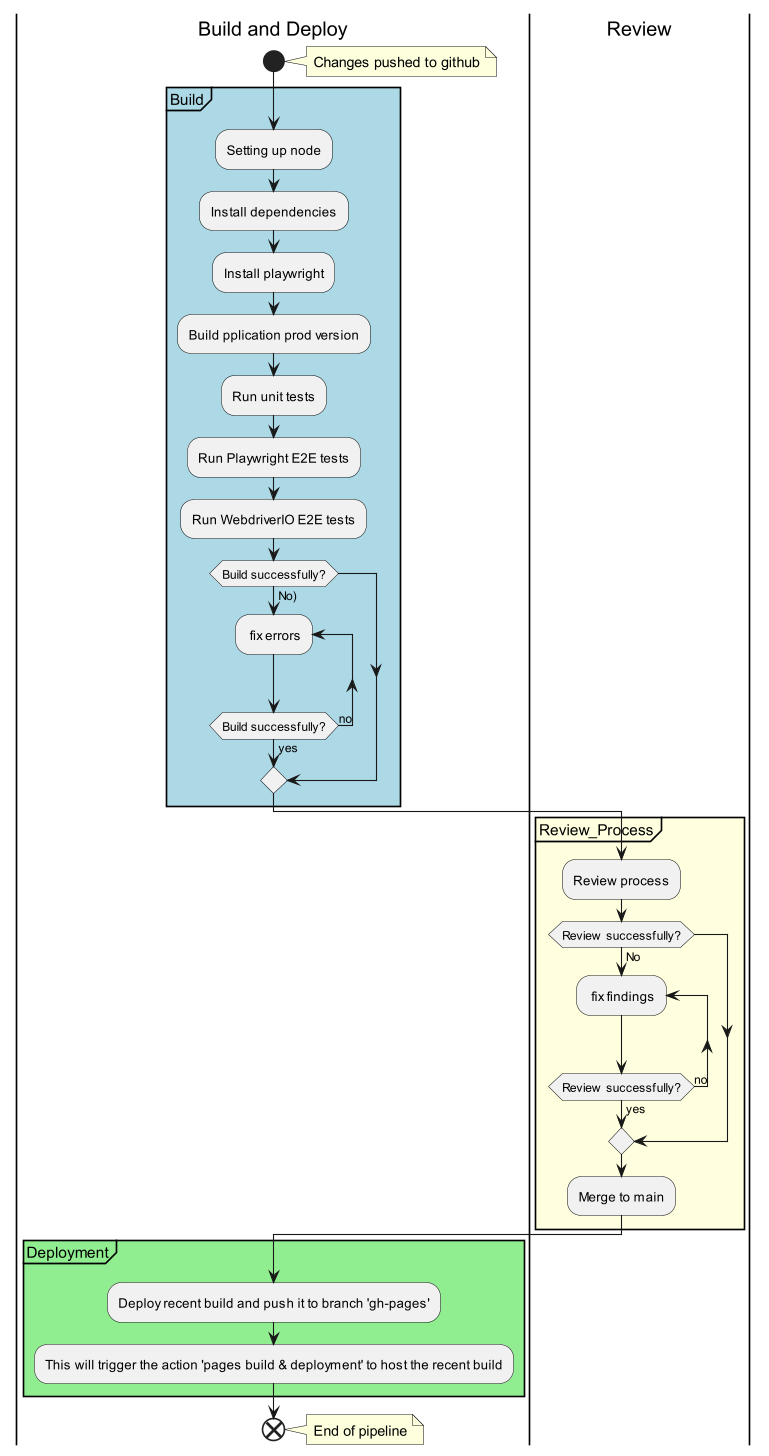 Build and Deploy
Review
Changes pushed to github
Build
Setting up node
Install dependencies
Install playwright
Build pplication prod version
Run unit tests
Run Playwright E2E tests
Run WebdriverIO E2E tests
Build successfully?
No)
fix errors
Build successfully?
no
yes
Review_Process
Review process
Review successfully?
No
fix findings
Review successfully?
no
yes
Merge to main
Deployment
Deploy recent build and push it to branch 'gh-pages'
This will trigger the action 'pages build & deployment' to host the recent build
End of pipeline